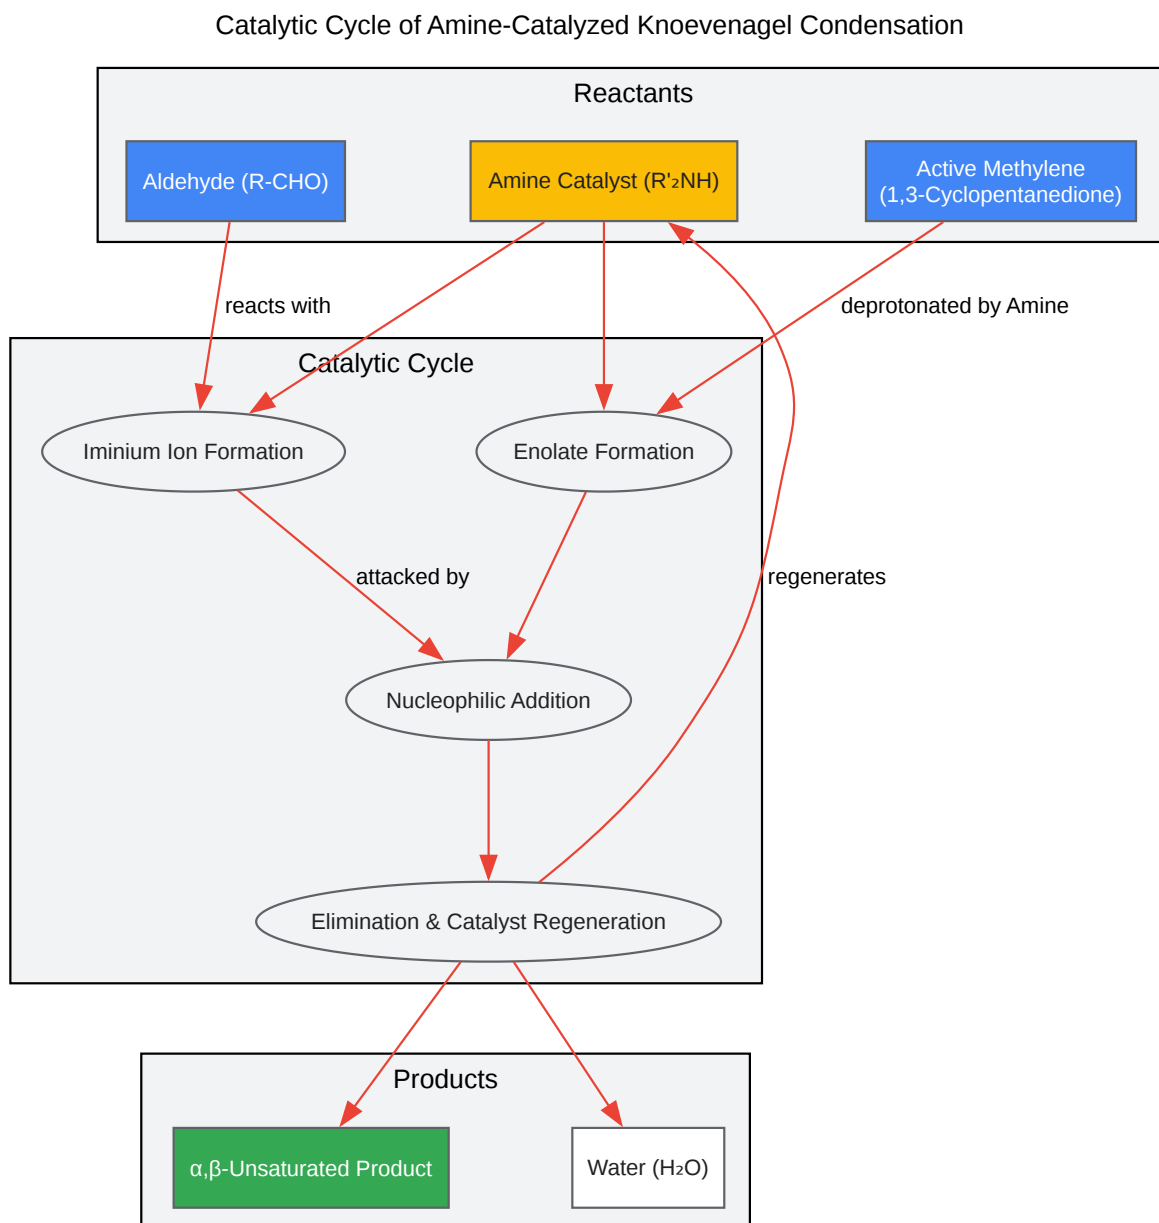 Catalytic Cycle of Amine-Catalyzed Knoevenagel Condensation
Reactants
Aldehyde (R-CHO)
Amine Catalyst (R'₂NH)
Active Methylene
(1,3-Cyclopentanedione)
reacts with
deprotonated by Amine
Catalytic Cycle
Iminium Ion Formation
Enolate Formation
attacked by
regenerates
Nucleophilic Addition
Elimination & Catalyst Regeneration
Products
α,β-Unsaturated Product
Water (H₂O)